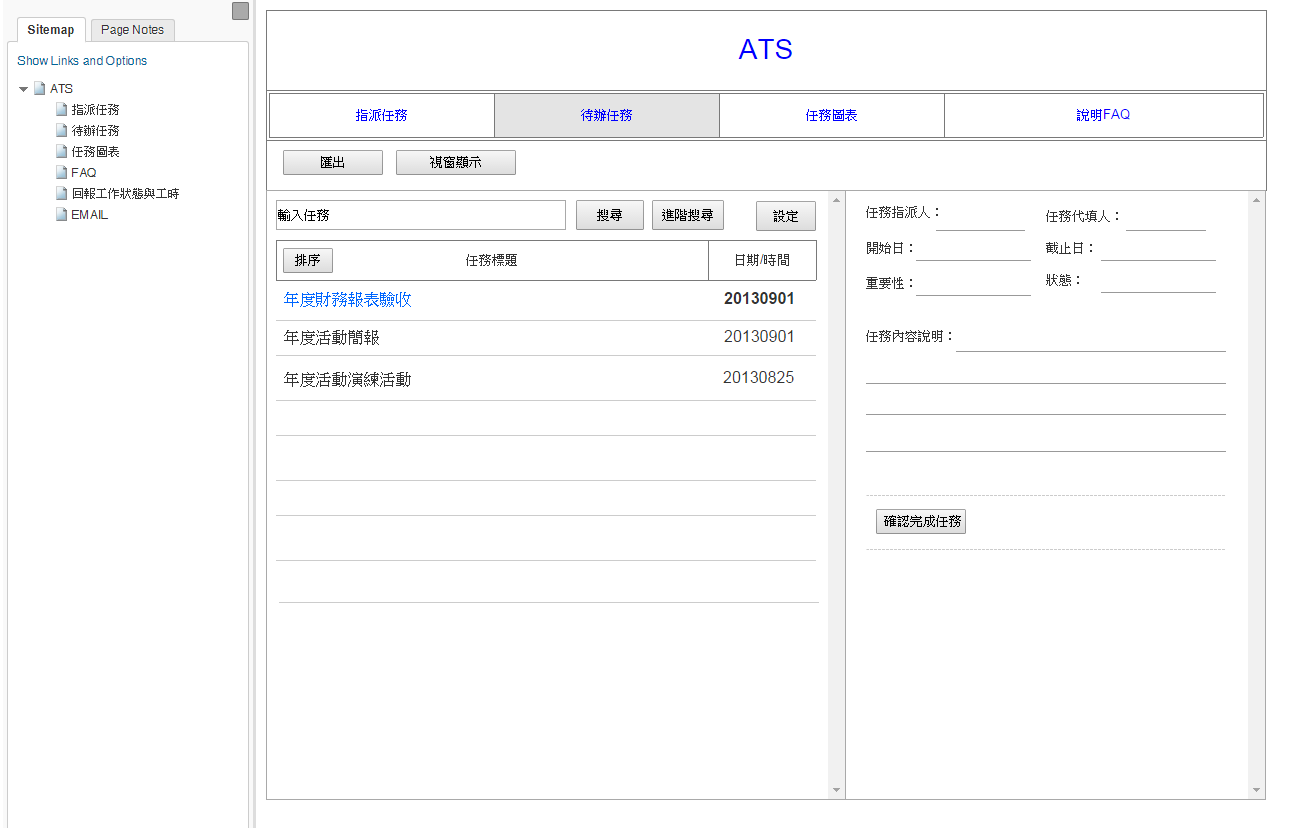 Sitemap Page Notes
Show Links and Options
ATS
指派任務
待辦任務
任務圖表
FAQ
回報工作狀態與工時
EMAIL
ATS
指派任務 待辦任務 任務圖表 說明FAQ
匯出 視窗顯示
輸入任務 搜尋 進階搜尋 設定
排序 任務標題 日期/時間
年度財務報表驗收 20130901
年度活動簡報 20130901
年度活動演練活動 20130825
任務指派人： 任務代填人：
開始日： 截止日：
重要性： 狀態：
任務內容說明：
確認完成任務